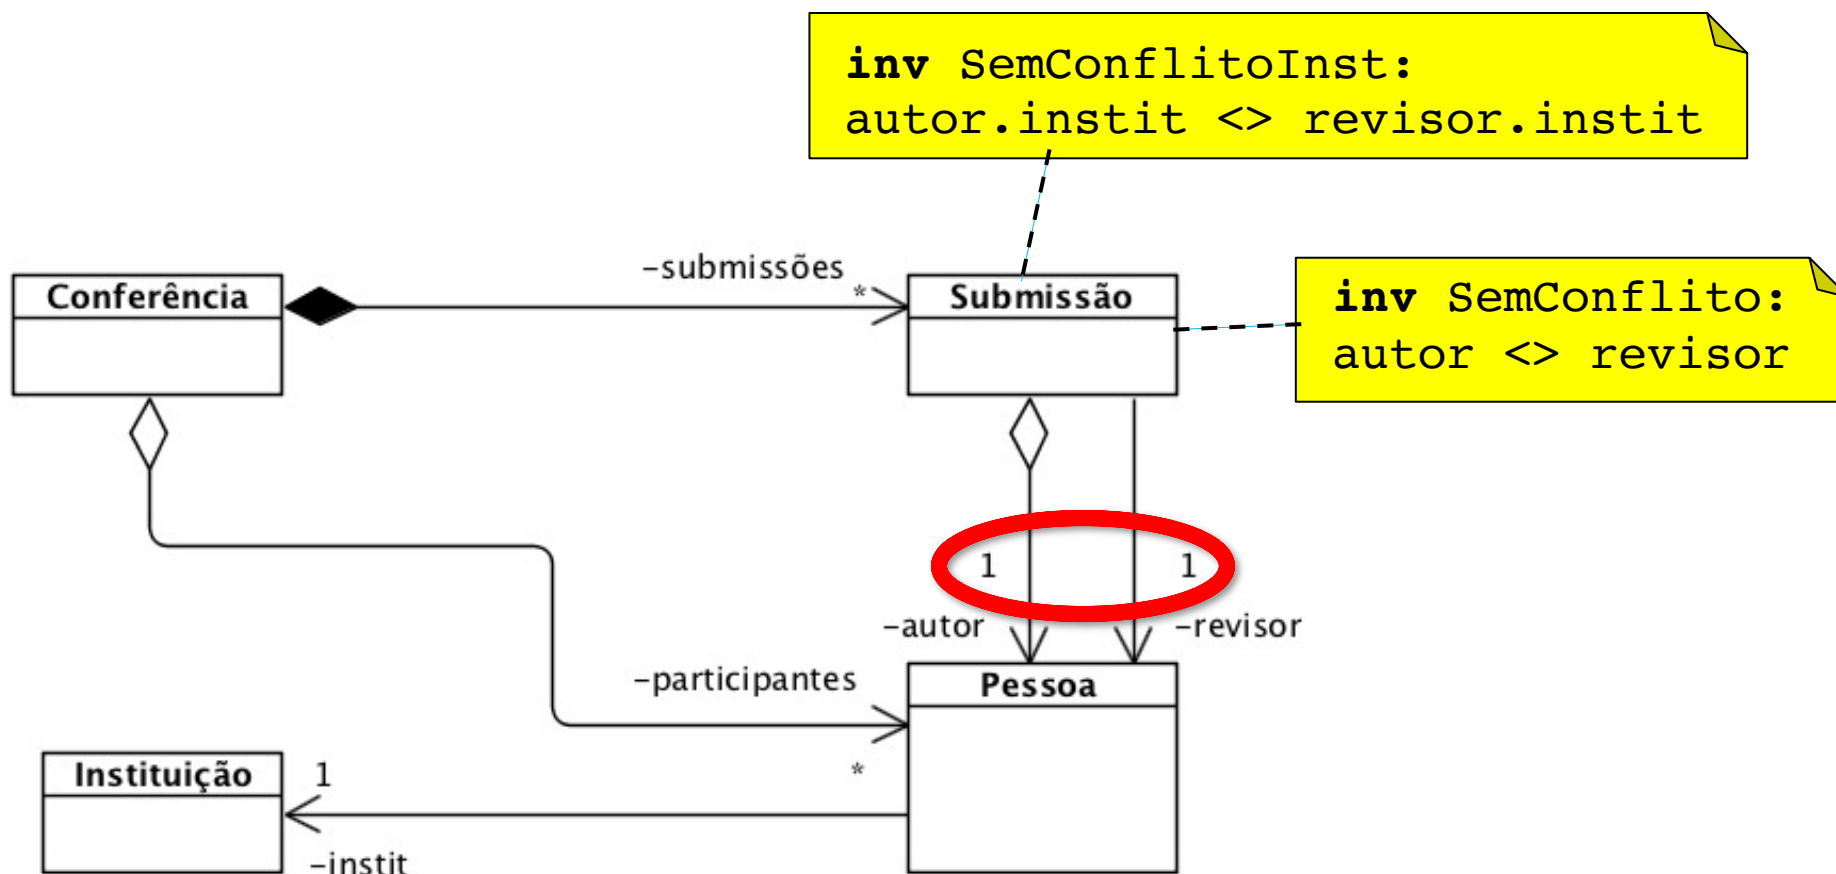 inv SemConflitoInst:
autor.instit <> revisor.instit
-submissões
*
Conferência
Submissão
inv SemConflito:
autor <> revisor
1
1
-autor
-revisor
-participantes
*
Pessoa
Instituição
1
-instit